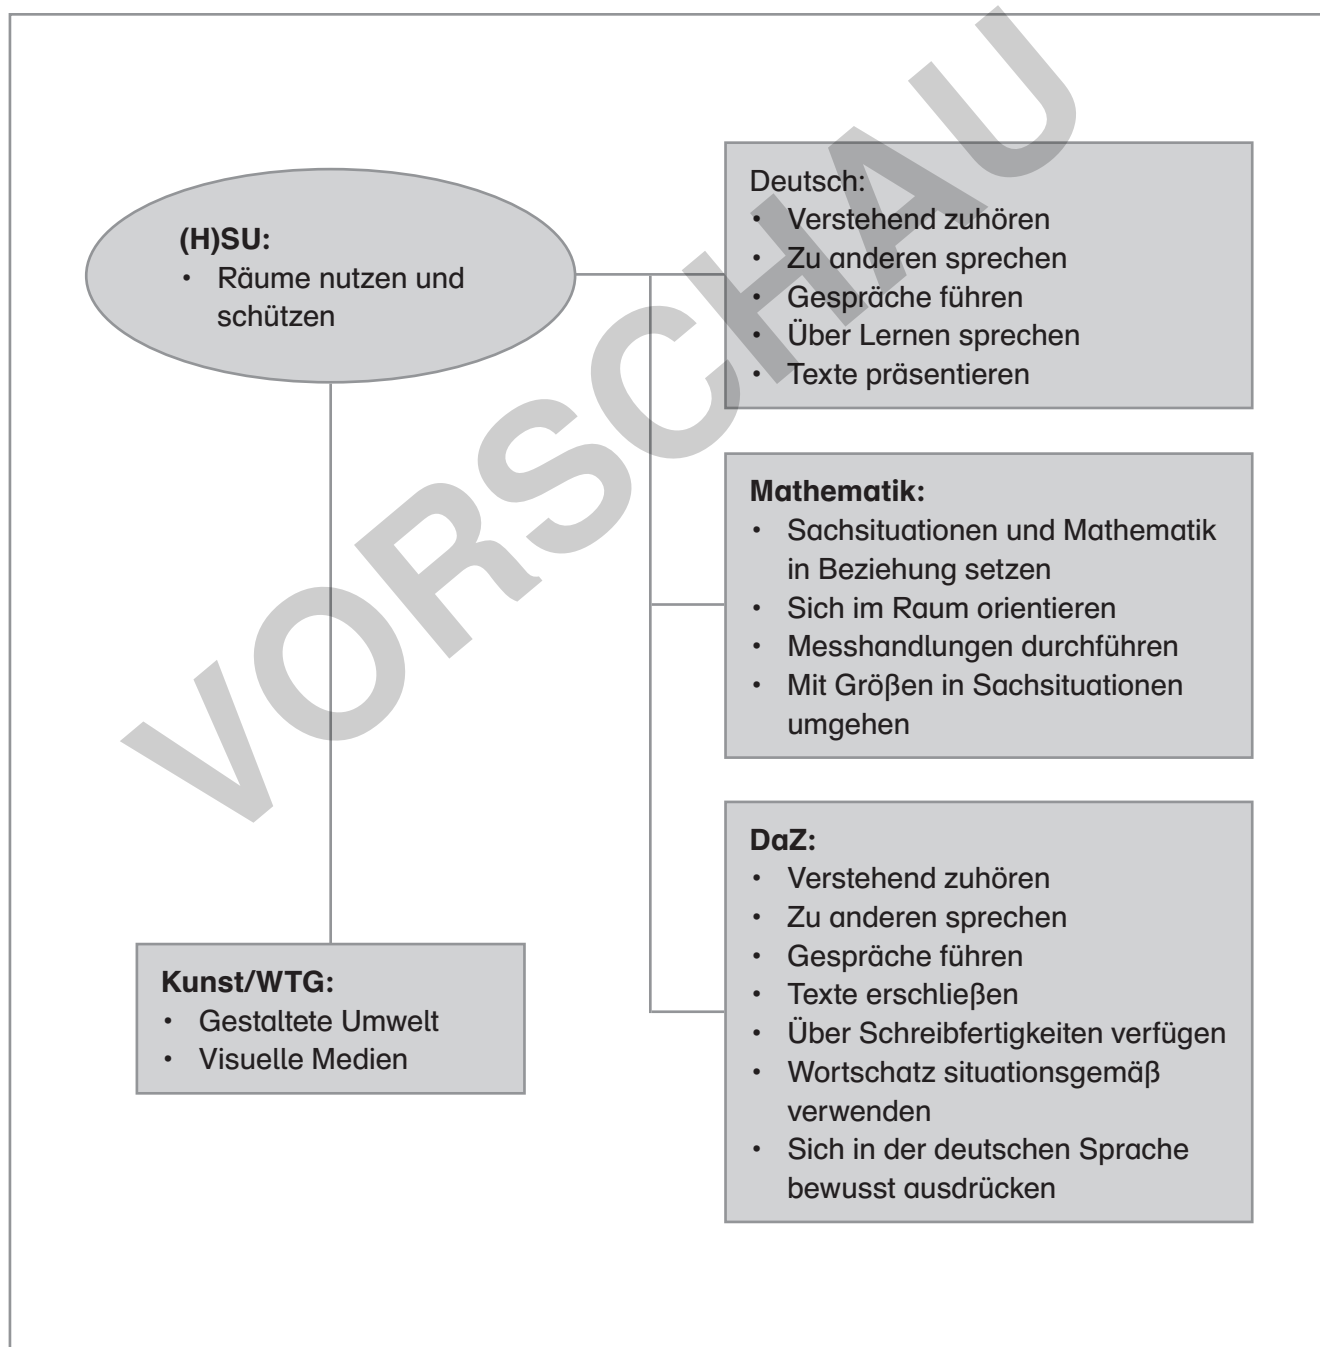 (H)SU:
• Räume nutzen und
schützen
Deutsch:
• Verstehend zuhören
• Zu anderen sprechen
• Gespräche führen
• Über Lernen sprechen
• Texte präsentieren
Mathematik:
• Sachsituationen und Mathematik
in Beziehung setzen
• Sich im Raum orientieren
• Messhandlungen durchführen
• Mit Größen in Sachsituationen
umgehen
DaZ:
• Verstehend zuhören
• Zu anderen sprechen
• Gespräche führen
• Texte erschließen
• Über Schreibfertigkeiten verfügen
• Wortschatz situationsgemäß
verwenden
• Sich in der deutschen Sprache
bewusst ausdrücken
Kunst/WTG:
• Gestaltete Umwelt
• Visuelle Medien
VORSCHAU